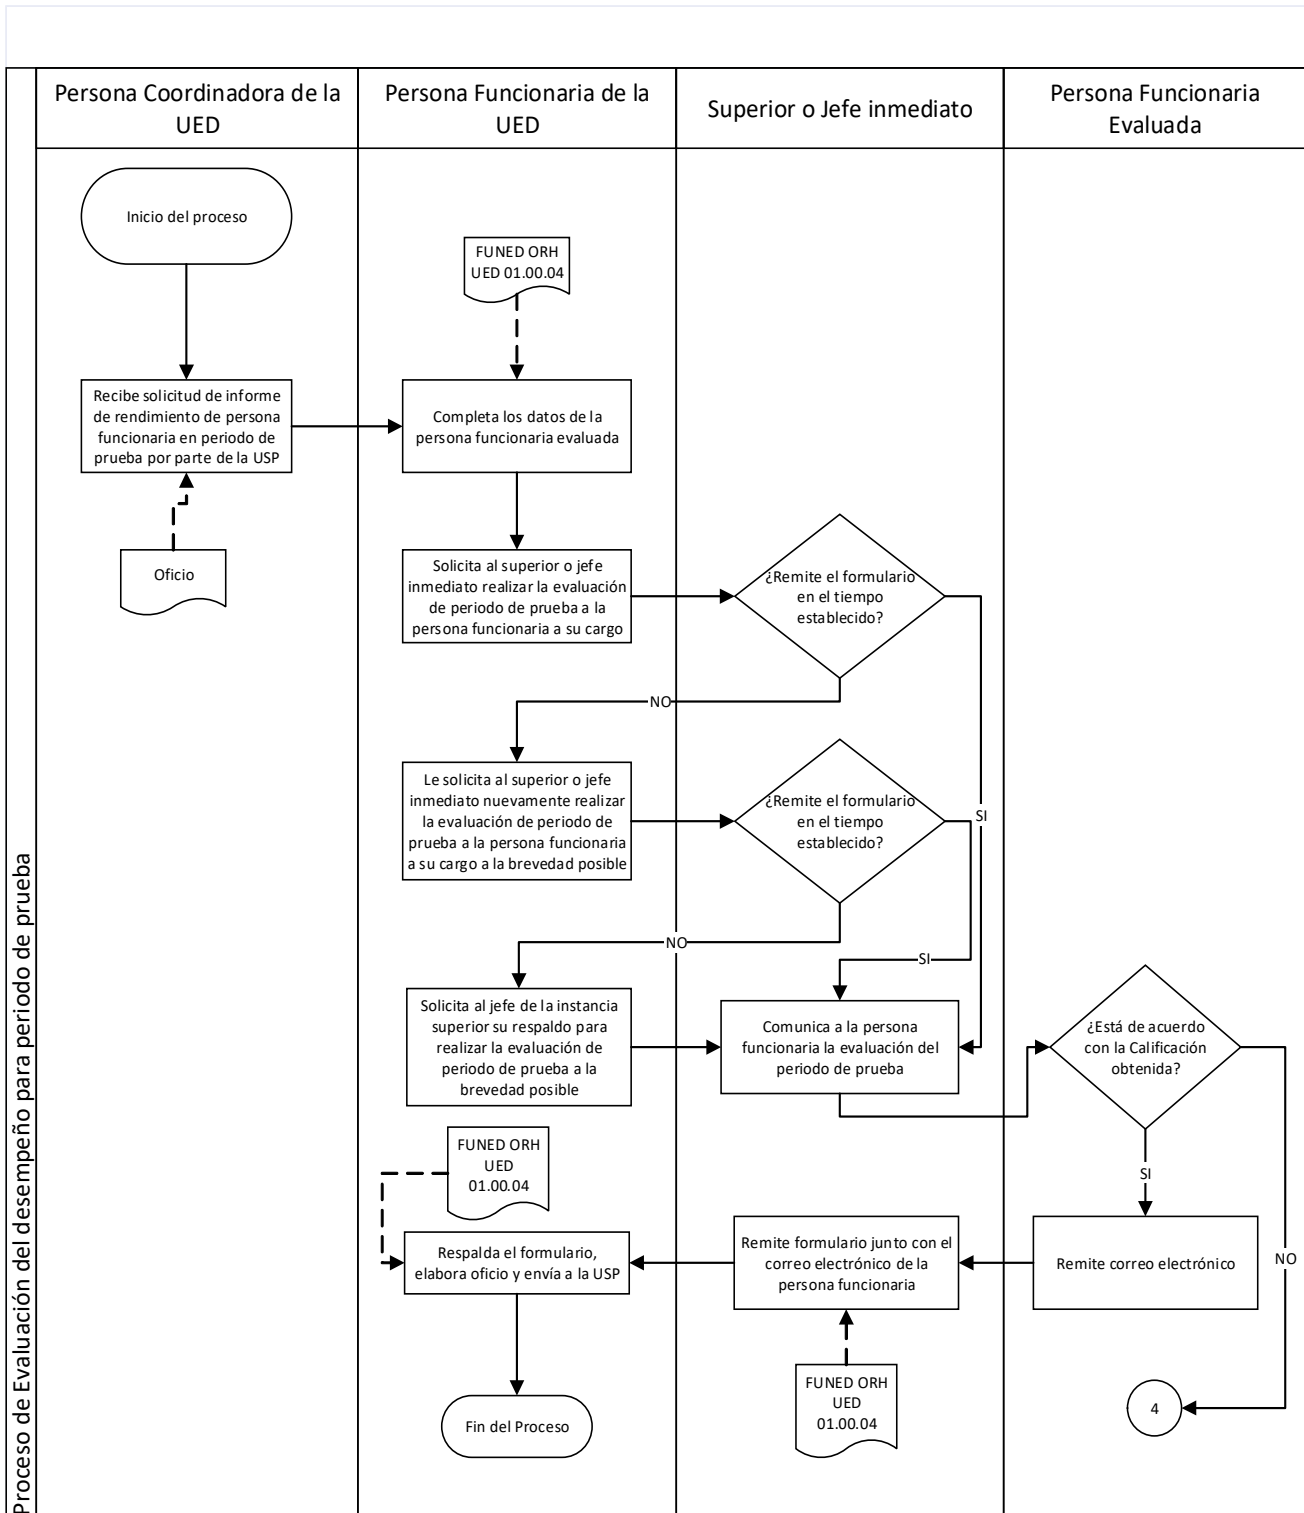 Proceso de Evaluación del desempeño para periodo de prueba
Persona Coordinadora de la
UED
Persona Funcionaria de la
UED
Superior o Jefe inmediato
Persona Funcionaria
Evaluada
Inicio del proceso
FUNED ORH
UED 01.00.04
Recibe solicitud de informe
de rendimiento de persona
funcionaria en periodo de
prueba por parte de la USP
Completa los datos de la
persona funcionaria evaluada
Oficio
Solicita al superior o jefe
inmediato realizar la evaluación
de periodo de prueba a la
persona funcionaria a su cargo
¿Remite el formulario
en el tiempo
establecido?
NO
SI
Le solicita al superior o jefe
inmediato nuevamente realizar
la evaluación de periodo de
prueba a la persona funcionaria
a su cargo a la brevedad posible
¿Remite el formulario
en el tiempo
establecido?
NO
SI
Solicita al jefe de la instancia
superior su respaldo para
realizar la evaluación de
periodo de prueba a la
brevedad posible
Comunica a la persona
funcionaria la evaluación del
periodo de prueba
¿Está de acuerdo
con la Calificación
obtenida?
SI
NO
FUNED ORH
UED
01.00.04
Respalda el formulario,
elabora oficio y envía a la USP
Remite formulario junto con el
correo electrónico de la
persona funcionaria
Remite correo electrónico
FUNED ORH
UED
01.00.04
4
Fin del Proceso